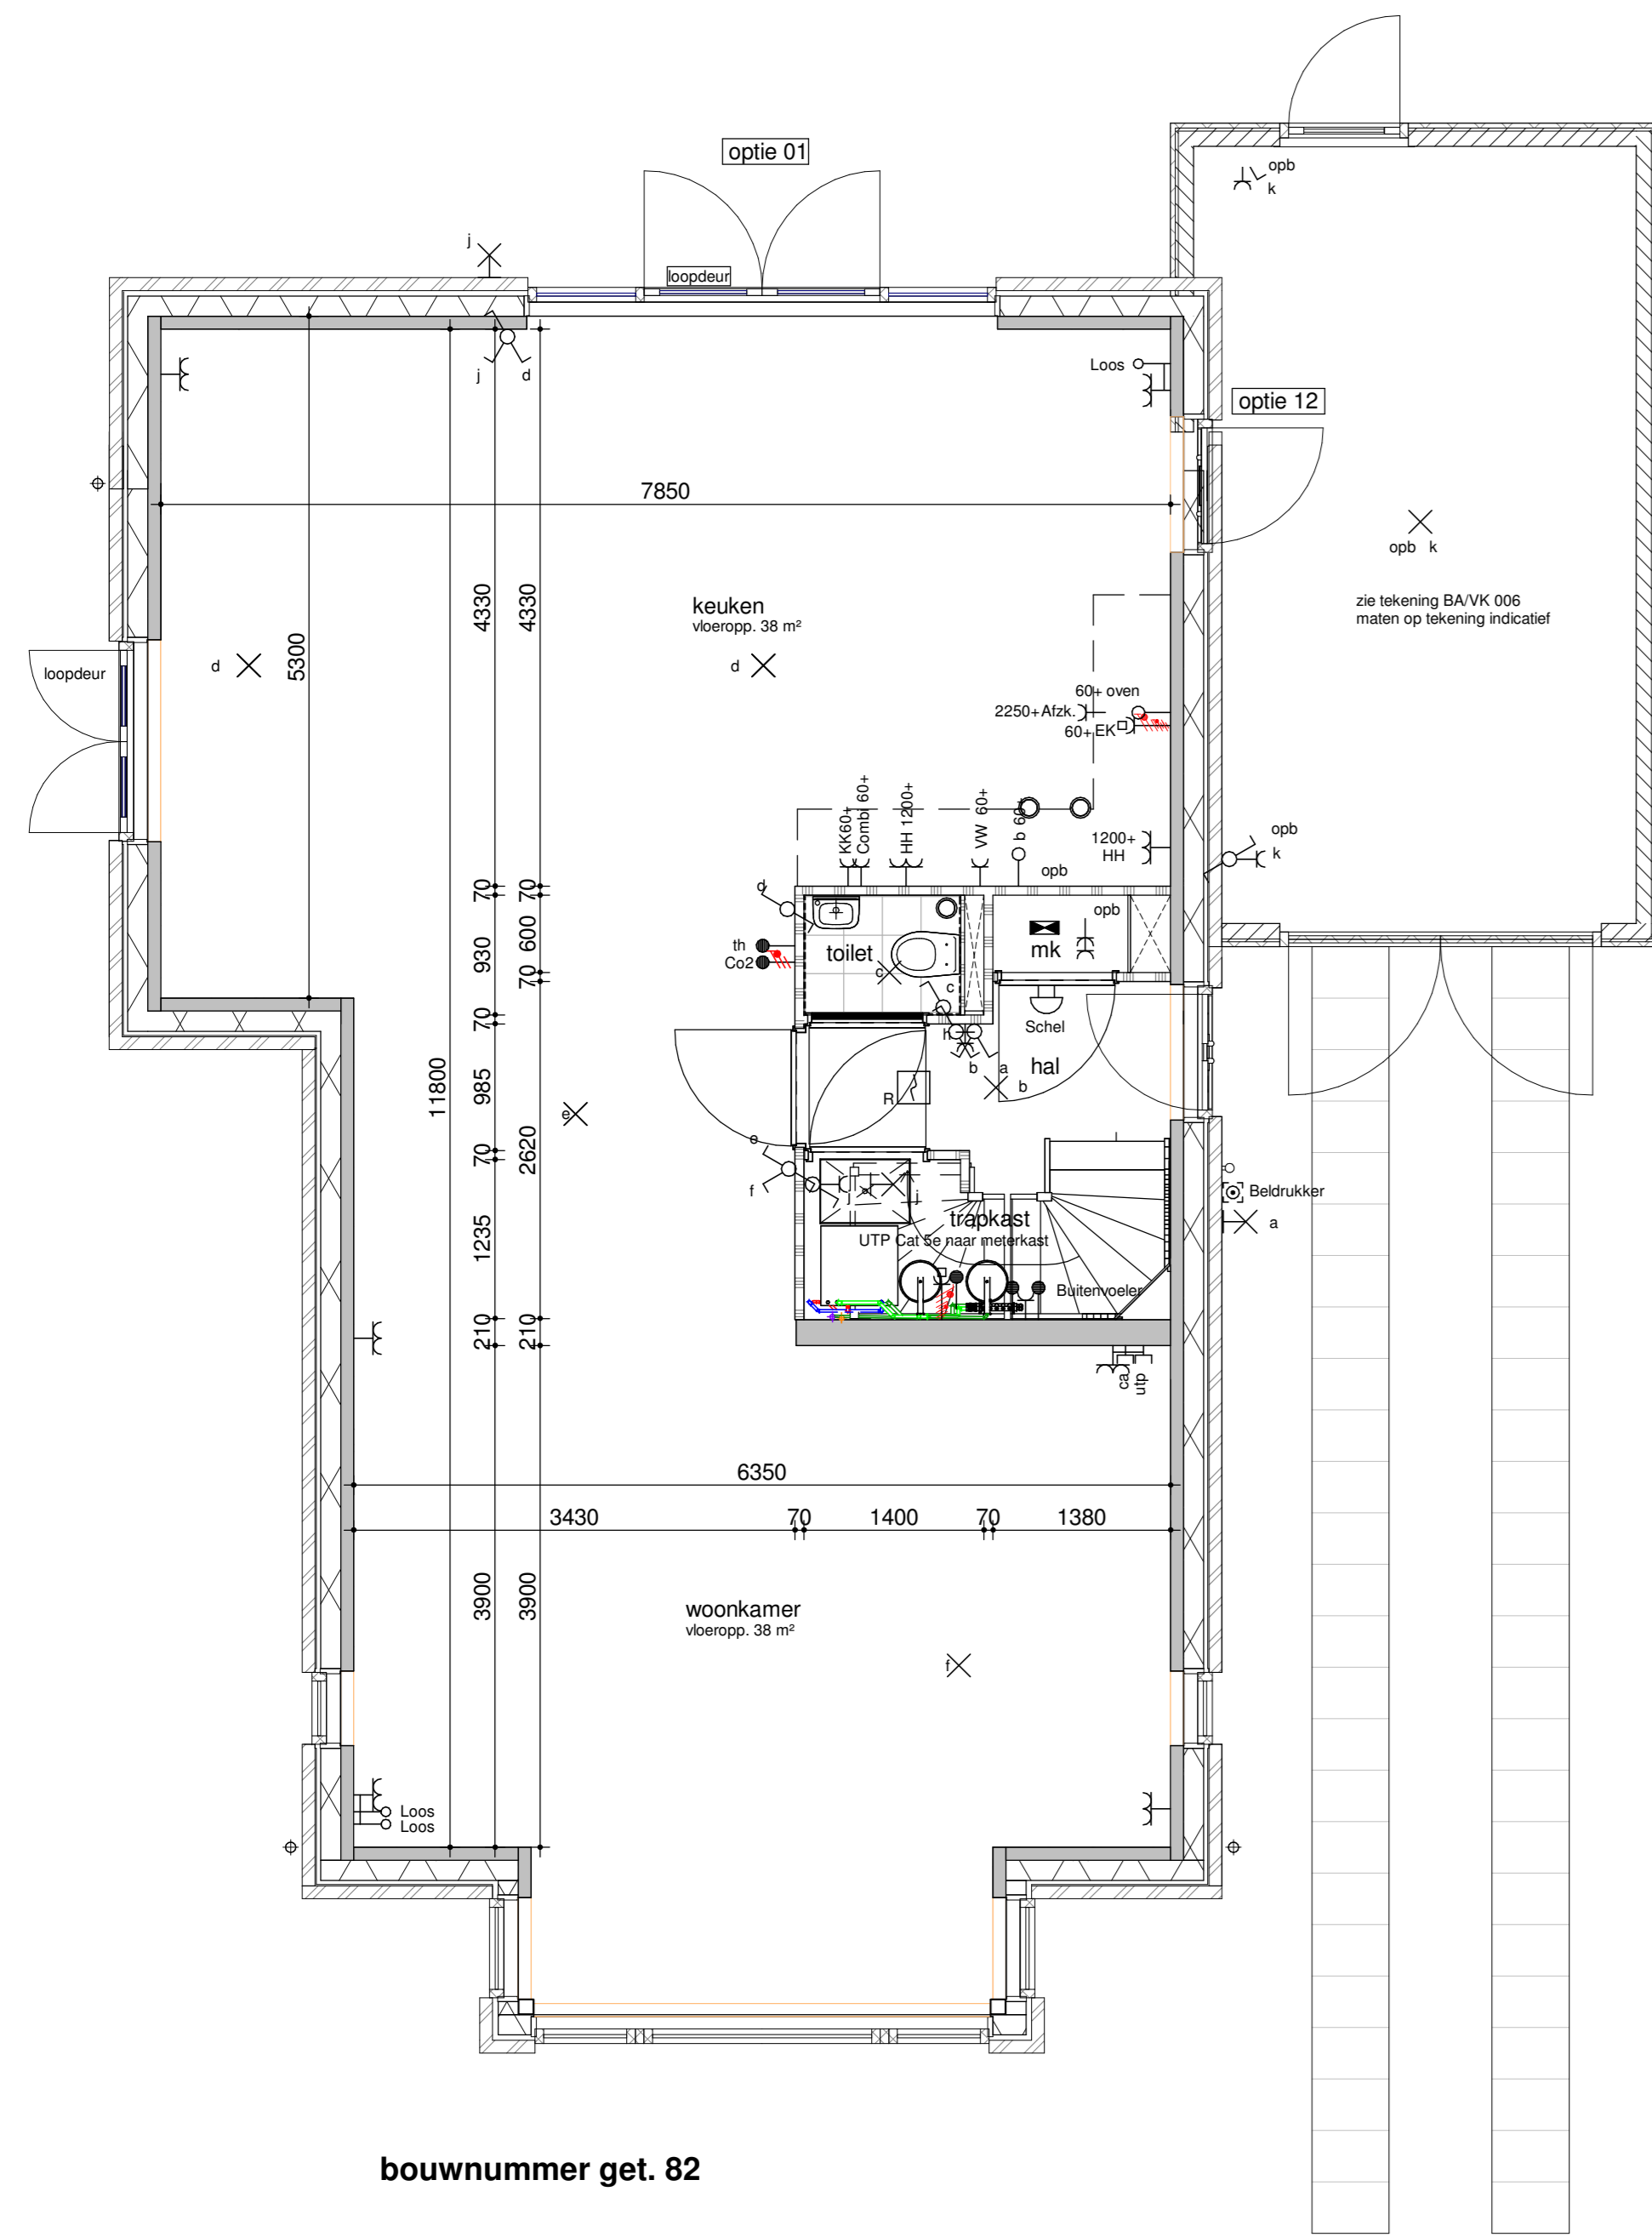 optie 01
opb
k
j
loopdeur
j d
Loos
optie 12
7850
opb k
4330
4330
keuken
vloeropp. 38 m²
zie tekening BA/VK 006
maten op tekening indicatief
5300
loopdeur
d
d
60+ oven
2250+Afzk.
60+EK
KK60+
Combi 60+
HH 1200+
VW 60+
b 60+
1200+
HH
opb
k
opb
70
70
d
opb
930
600
th
Co2
toilet
c
mk
70
c
70
Schel
h
b
a
hal
b
11800
985
R
e
2620
e
70
f
j
j
Beldrukker
a
trapkast
UTP Cat 5e naar meterkast
1235
Buitenvoeler
210
210
ca
utp
6350
3430
70
1400
70
1380
3900
3900
woonkamer
vloeropp. 38 m²
f
Loos
Loos
bouwnummer get. 82